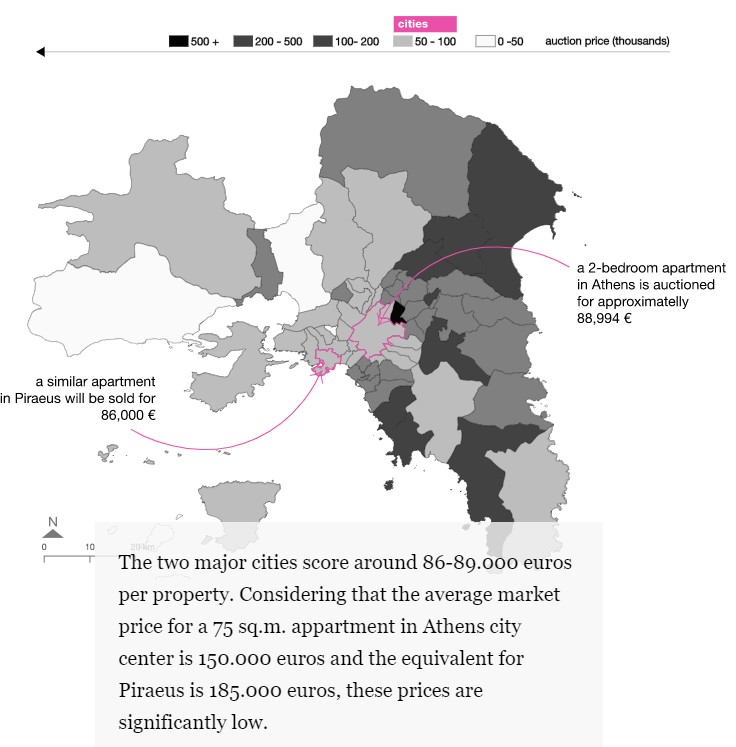 cities
500 +
200 - 500
100- 200
50 - 100
0 -50
auction price (thousands)
a 2-bedroom apartment
in Athens is auctioned
for approximatelly
88,994 €
a similar apartment
in Piraeus will be sold for
86,000 €
N
0
10
20 km
The two major cities score around 86-89.000 euros
per property. Considering that the average market
price for a 75 sq.m. appartment in Athens city
center is 150.000 euros and the equivalent for
Piraeus is 185.000 euros, these prices are
significantly low.